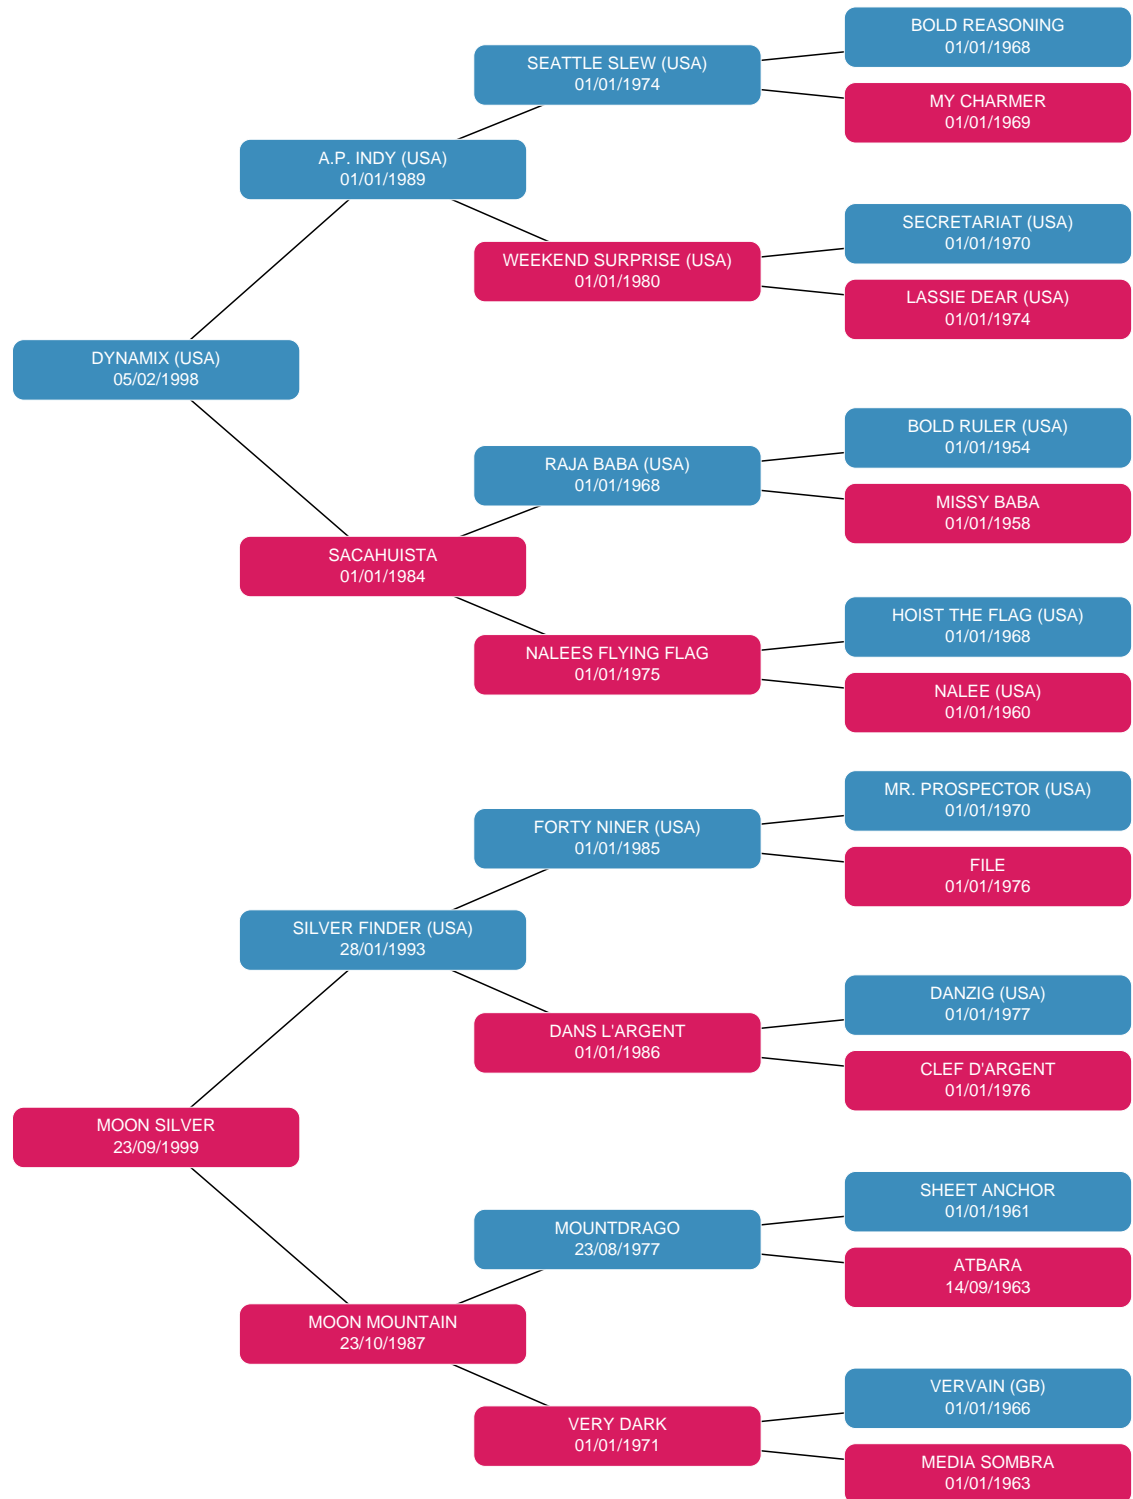 BOLD REASONING
01/01/1968
SEATTLE SLEW (USA)
01/01/1974
MY CHARMER
01/01/1969
A.P. INDY (USA)
01/01/1989
SECRETARIAT (USA)
01/01/1970
WEEKEND SURPRISE (USA)
01/01/1980
LASSIE DEAR (USA)
01/01/1974
DYNAMIX (USA)
05/02/1998
BOLD RULER (USA)
01/01/1954
RAJA BABA (USA)
01/01/1968
MISSY BABA
01/01/1958
SACAHUISTA
01/01/1984
HOIST THE FLAG (USA)
01/01/1968
NALEES FLYING FLAG
01/01/1975
NALEE (USA)
01/01/1960
MR. PROSPECTOR (USA)
01/01/1970
FORTY NINER (USA)
01/01/1985
FILE
01/01/1976
SILVER FINDER (USA)
28/01/1993
DANZIG (USA)
01/01/1977
DANS L'ARGENT
01/01/1986
CLEF D'ARGENT
01/01/1976
MOON SILVER
23/09/1999
SHEET ANCHOR
01/01/1961
MOUNTDRAGO
23/08/1977
ATBARA
14/09/1963
MOON MOUNTAIN
23/10/1987
VERVAIN (GB)
01/01/1966
VERY DARK
01/01/1971
MEDIA SOMBRA
01/01/1963